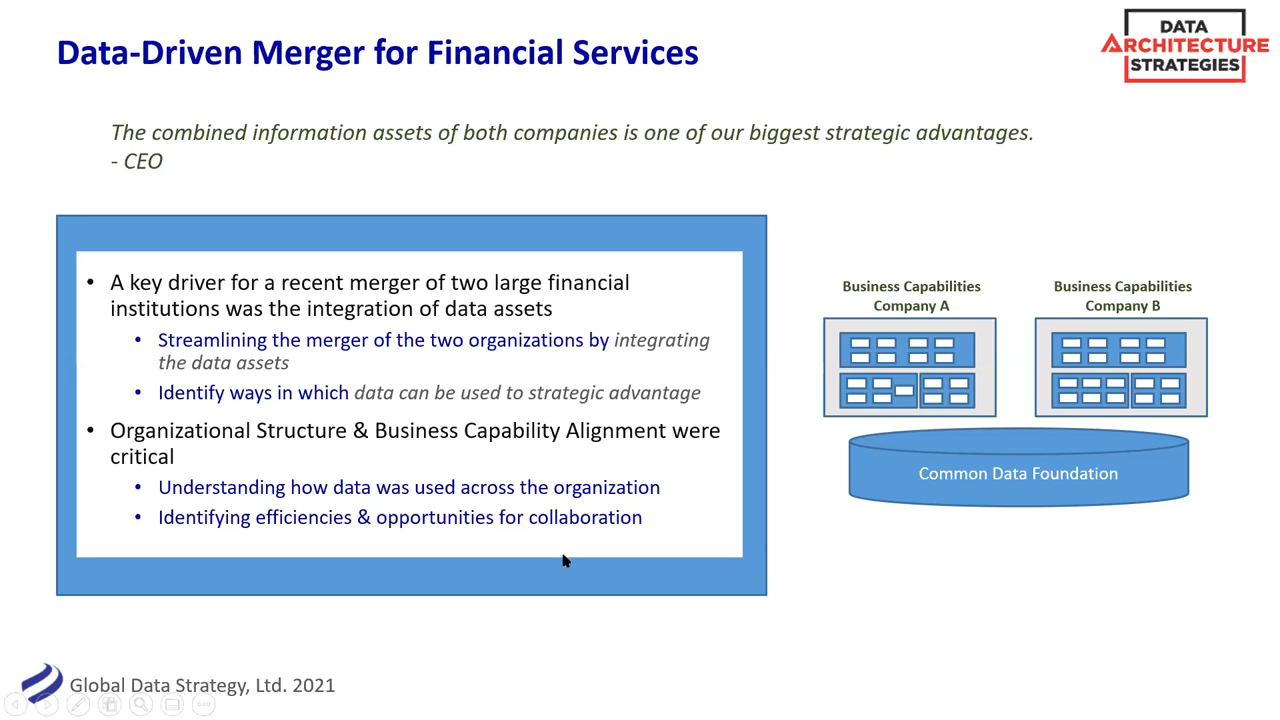 Data-Driven Merger for Financial Services
DATA
ARCHITECTURE
STRATEGIES
The combined information assets of both companies is one of our biggest strategic advantages.
- CEO
• A key driver for a recent merger of two large financial
institutions was the integration of data assets
• Streamlining the merger of the two organizations by integrating
the data assets
• Identify ways in which data can be used to strategic advantage
• Organizational Structure & Business Capability Alignment were
critical
• Understanding how data was used across the organization
• Identifying efficiencies & opportunities for collaboration
Business Capabilities
Company A
Business Capabilities
Company B
Common Data Foundation
Global Data Strategy, Ltd. 2021